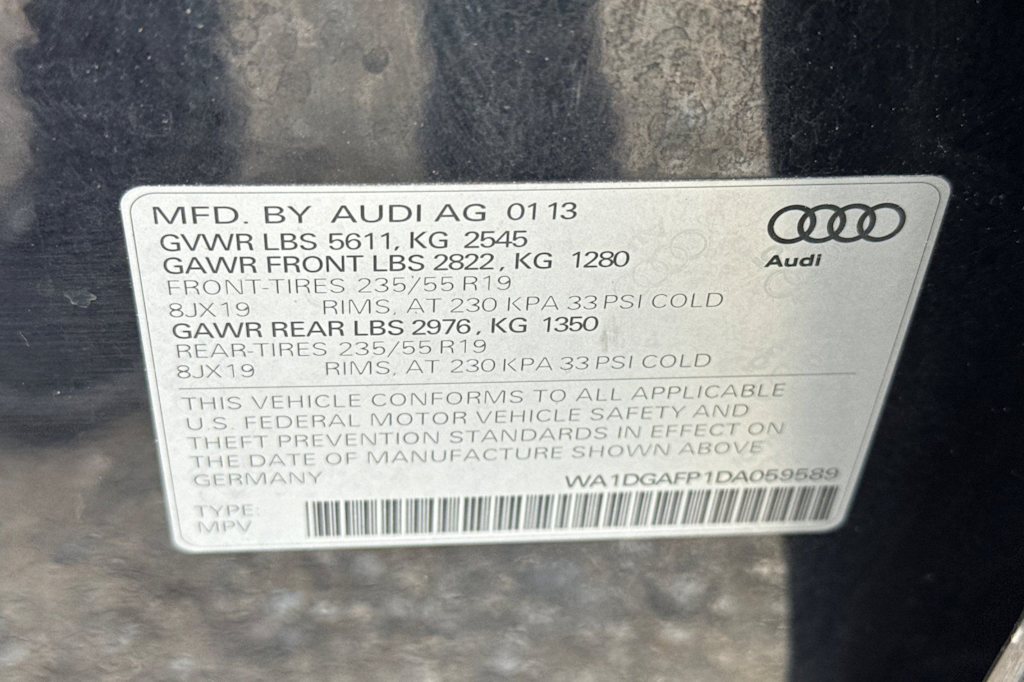 MFD. BY AUDI AG 01 13
GVWR LBS 5611, KG 2545
GAWR FRONT LBS 2822, KG 1280
FRONT-TIRES 235/55 R19
8JX19 RIMS, AT 230 KPA 33 PSI COLD
GAWR REAR LBS 2976, KG 1350
REAR-TIRES 235/55 R19
8JX19 RIMS, AT 230 KPA 33 PSI COLD
Audi
THIS VEHICLE CONFORMS TO ALL APPLICABLE
U.S. FEDERAL MOTOR VEHICLE SAFETY AND
THEFT PREVENTION STANDARDS IN EFFECT ON
THE DATE OF MANUFACTURE SHOWN ABOVE
GERMANY WA1DGAFP1DA059589
TYPE:
MPV